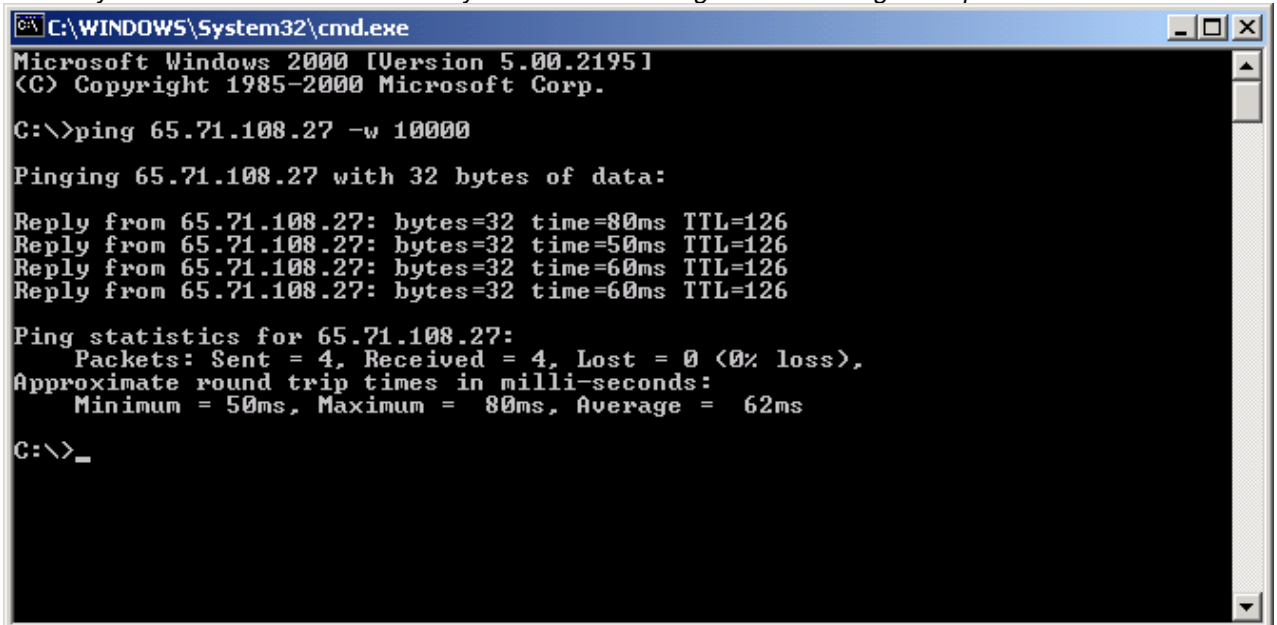 C:\WINDOWS\System32\cmd.exe
Microsoft Windows 2000 [Version 5.00.2195]
(C) Copyright 1985-2000 Microsoft Corp.
C:\>ping 65.71.108.27 -w 10000
Pinging 65.71.108.27 with 32 bytes of data:
Reply from 65.71.108.27: bytes=32 time=80ms TTL=126
Reply from 65.71.108.27: bytes=32 time=50ms TTL=126
Reply from 65.71.108.27: bytes=32 time=60ms TTL=126
Reply from 65.71.108.27: bytes=32 time=60ms TTL=126
Ping statistics for 65.71.108.27:
    Packets: Sent = 4, Received = 4, Lost = 0 (0% loss),
Approximate round trip times in milli-seconds:
    Minimum = 50ms, Maximum =  80ms, Average =  62ms
C:\>_